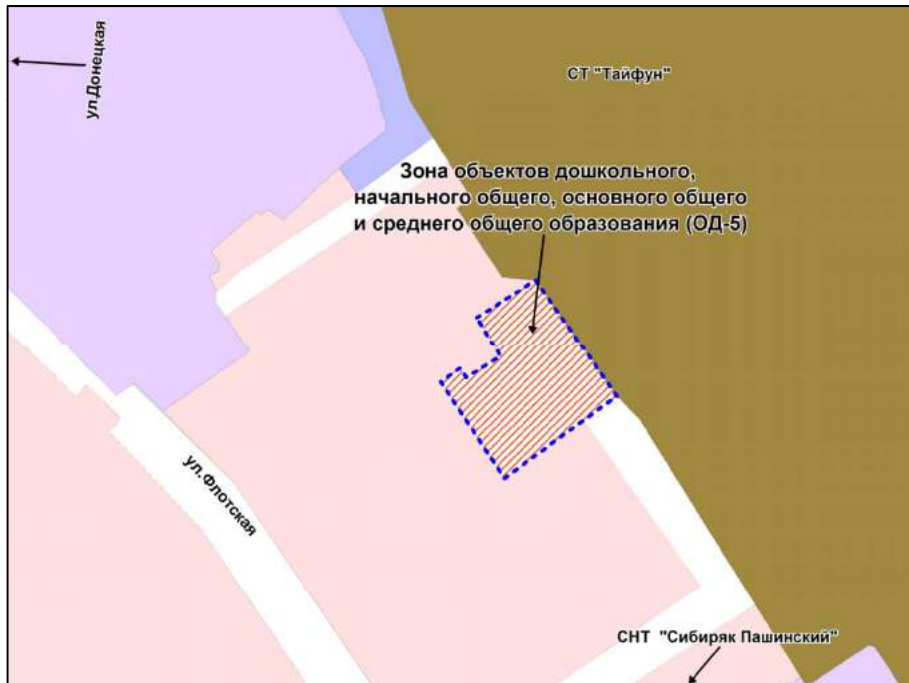 ул.Донецкая
СТ "Тайфун"
Зона объектов дошкольного,
начального общего, основного общего
и среднего общего образования (ОД-5)
ул.Флотская
СНТ "Сибиряк Пашинский"